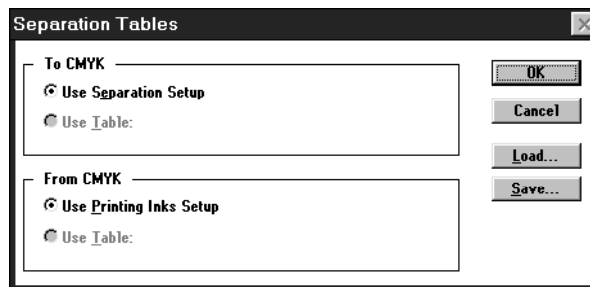 Separation Tables
To CMYK
Use Separation Setup
Use Table:
From CMYK
Use Printing Inks Setup
Use Table:
OK
Cancel
Load...
Save...